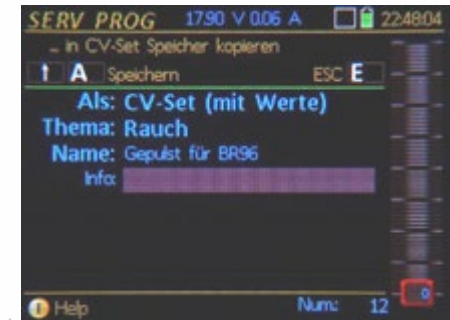 SERV PROG 17.90 V 0.06 A 22:48:04
... in CV-Set Speicher kopieren
↑ A Speichern ESC E
Als: CV-Set (mit Werte)
Thema: Rauch
Name: Gepulst für BR96
Info:
0
Help Num: 12